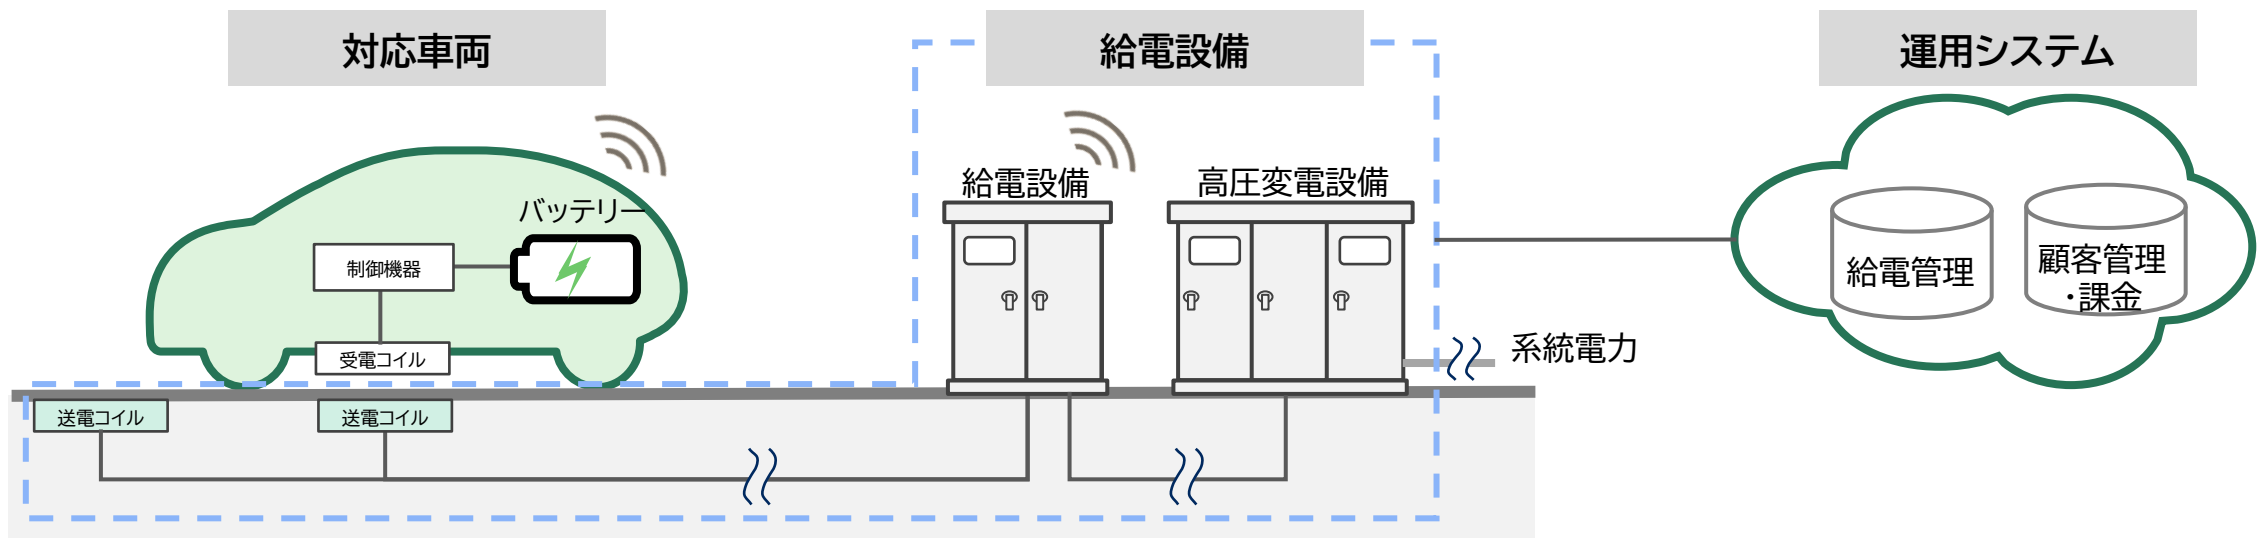 対応車両
給電設備
運用システム
バッテリー
制御機器
受電コイル
送電コイル
送電コイル
給電設備
高圧変電設備
系統電力
給電管理
顧客管理
・課金